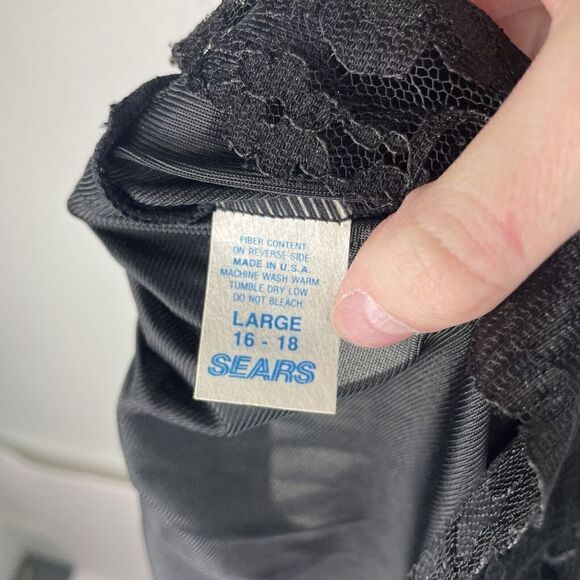 FIBER CONTENT
ON REVERSE SIDE
MADE IN U.S.A.
MACHINE WASH WARM
TUMBLE DRY LOW
DO NOT BLEACH
LARGE
16 - 18
SEARS